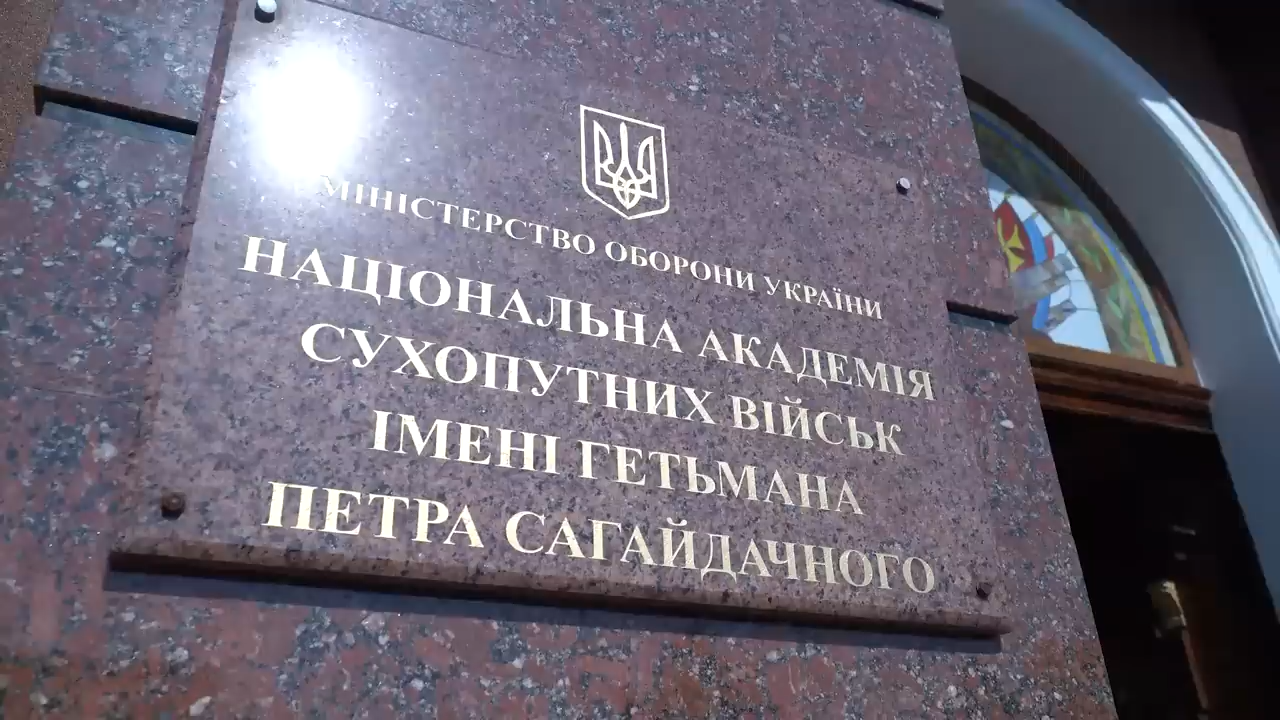 МІНІСТЕРСТВО ОБОРОНИ УКРАЇНИ
НАЦІОНАЛЬНА АКАДЕМІЯ
СУХОПУТНИХ ВІЙСЬК
ІМЕНІ ГЕТЬМАНА
ПЕТРА САГАЙДАЧНОГО